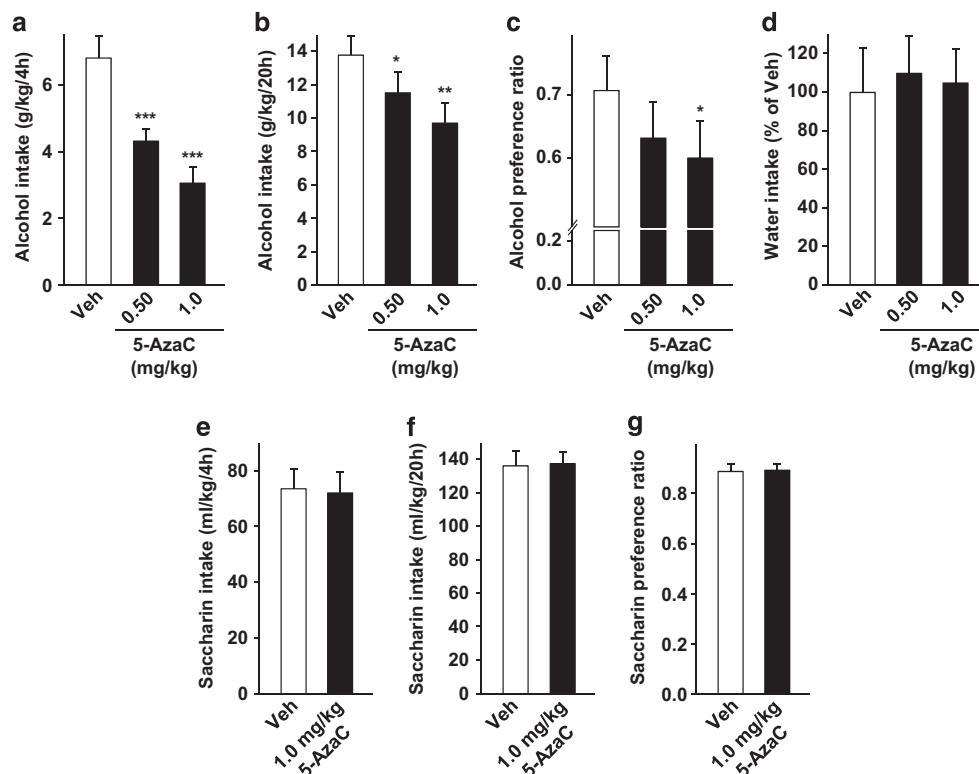 a
Alcohol intake (g/kg/4h)
6
4
2
0
***
***
Veh
0.50
1.0
5-AzaC
(mg/kg)
b
Alcohol intake (g/kg/20h)
14
12
10
8
6
4
2
0
*
**
Veh
0.50
1.0
5-AzaC
(mg/kg)
c
Alcohol preference ratio
0.7
0.6
0.2
0.0
*
Veh
0.50
1.0
5-AzaC
(mg/kg)
d
Water intake (% of Veh)
120
100
80
60
40
20
0
Veh
0.50
1.0
5-AzaC
(mg/kg)
e
Saccharin intake (ml/kg/4h)
80
60
40
20
0
Veh
1.0 mg/kg
5-AzaC
f
Saccharin intake (ml/kg/20h)
140
120
100
80
60
40
20
0
Veh
1.0 mg/kg
5-AzaC
g
Saccharin preference ratio
0.8
0.6
0.4
0.2
0.0
Veh
1.0 mg/kg
5-AzaC